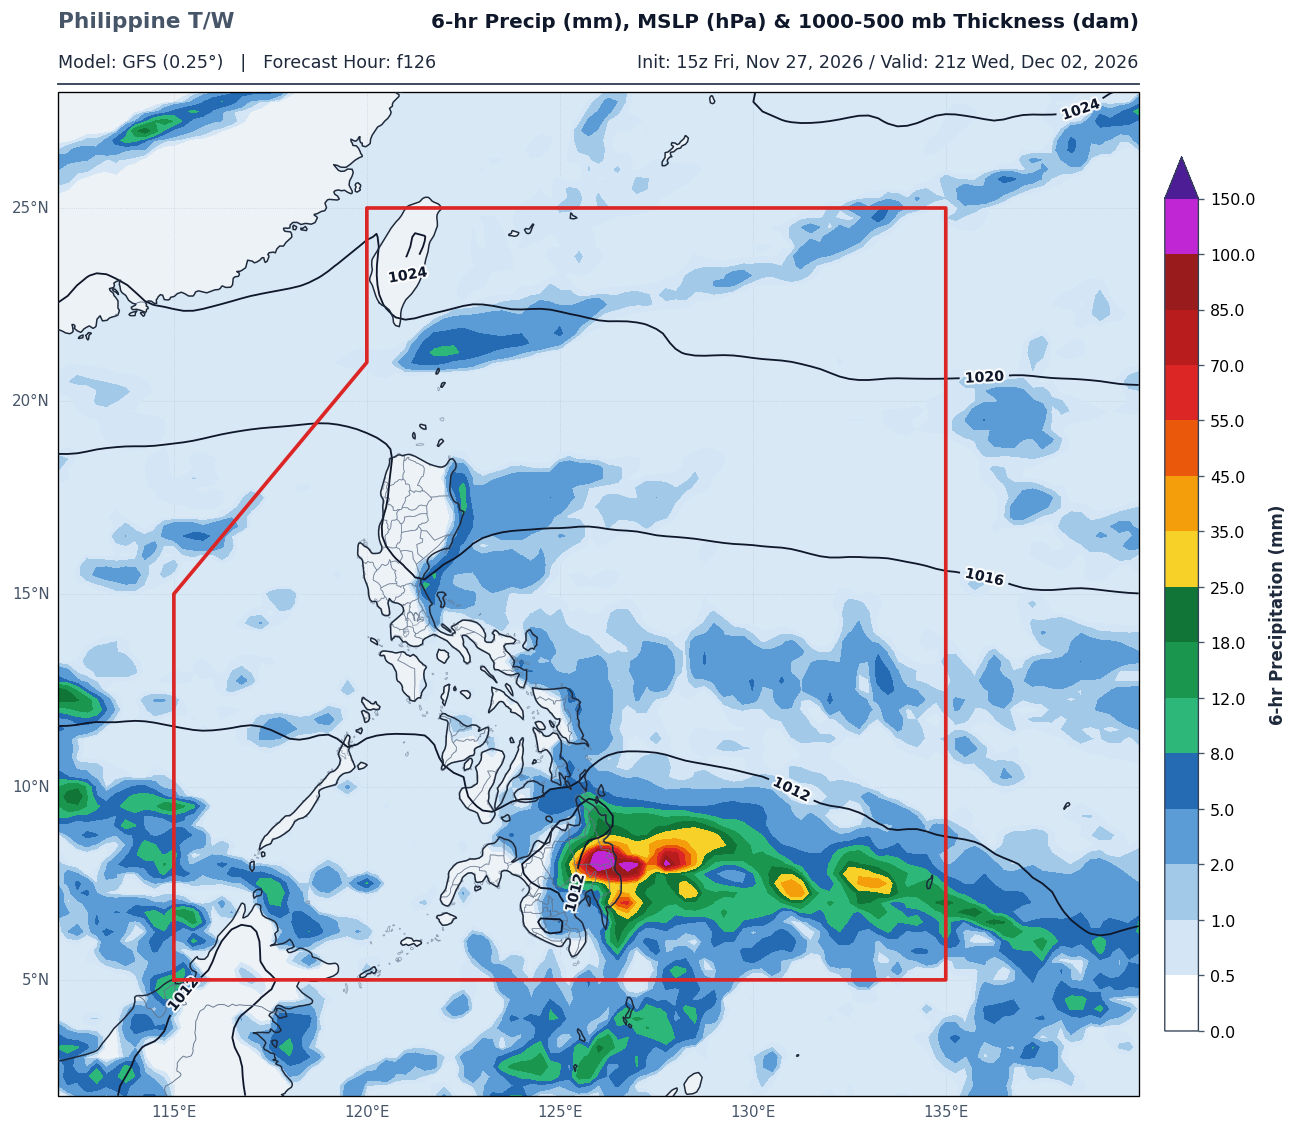 Philippine T/W
6-hr Precip (mm), MSLP (hPa) & 1000-500 mb Thickness (dam)
Model: GFS (0.25°) | Forecast Hour: f126
Init: 15z Fri, Nov 27, 2026 / Valid: 21z Wed, Dec 02, 2026
1024
1024
1020
1016
1012
1012
1012
25°N
20°N
15°N
10°N
5°N
115°E
120°E
125°E
130°E
135°E
150.0
100.0
85.0
70.0
55.0
45.0
35.0
25.0
18.0
12.0
8.0
5.0
2.0
1.0
0.5
0.0
6-hr Precipitation (mm)